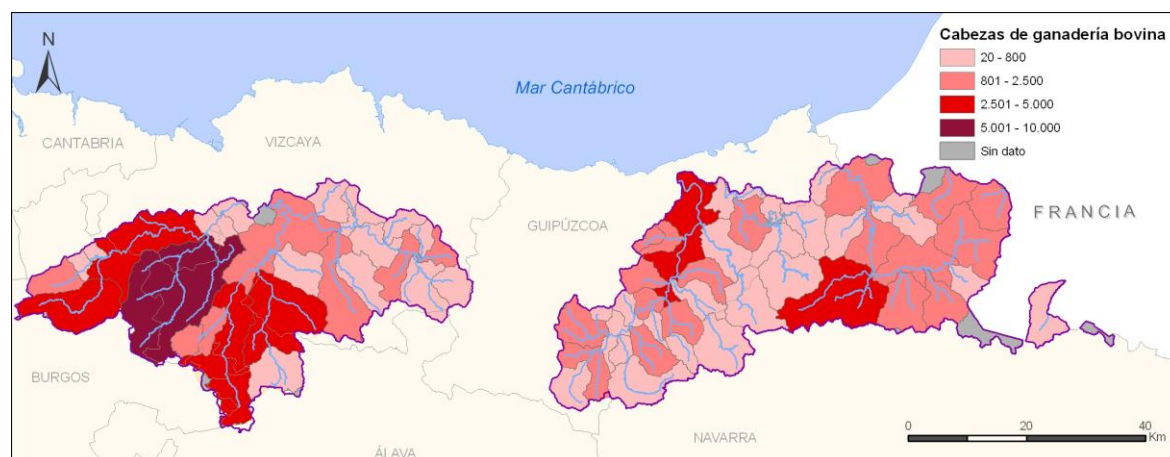 N
Mar Cantábrico
CANTABRIA
VIZCAYA
GUIPÚZCOA
FRANCIA
BURGOS
ÁLAVA
NAVARRA
Cabezas de ganadería bovina
20 - 800
801 - 2.500
2.501 - 5.000
5.001 - 10.000
Sin dato
0 20 40
Km